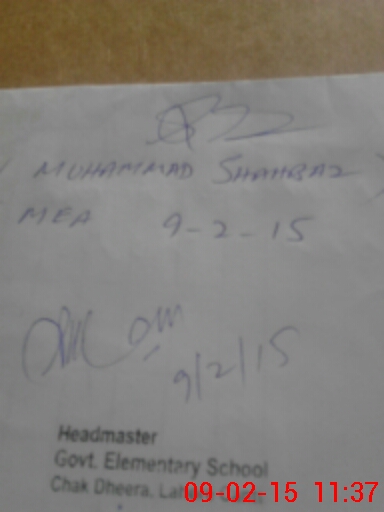 MUHAMMAD SHAHBAZ
MEA 9-2-15
9/2/15
Headmaster
Govt. Elementary School
Chak Dheera.
09-02-15 11:37